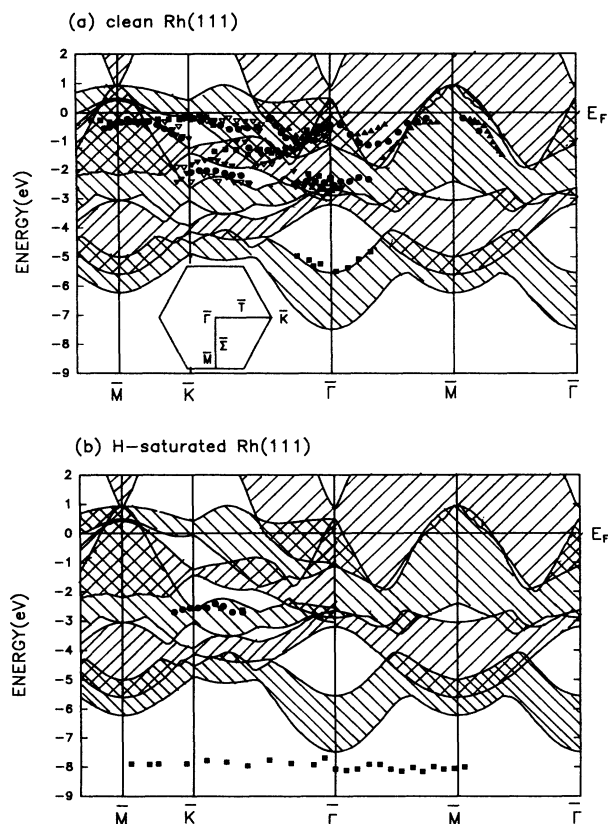 (a) clean Rh(111)
2
1
0
-1
-2
-3
-4
-5
-6
-7
-8
-9
ENERGY(eV)
E_F
Γ̅ T̅ K̅
Σ̅
M̅
M̅ K̅ Γ̅ M̅ Γ̅
(b) H-saturated Rh(111)
2
1
0
-1
-2
-3
-4
-5
-6
-7
-8
-9
ENERGY(eV)
E_F
M̅ K̅ Γ̅ M̅ Γ̅